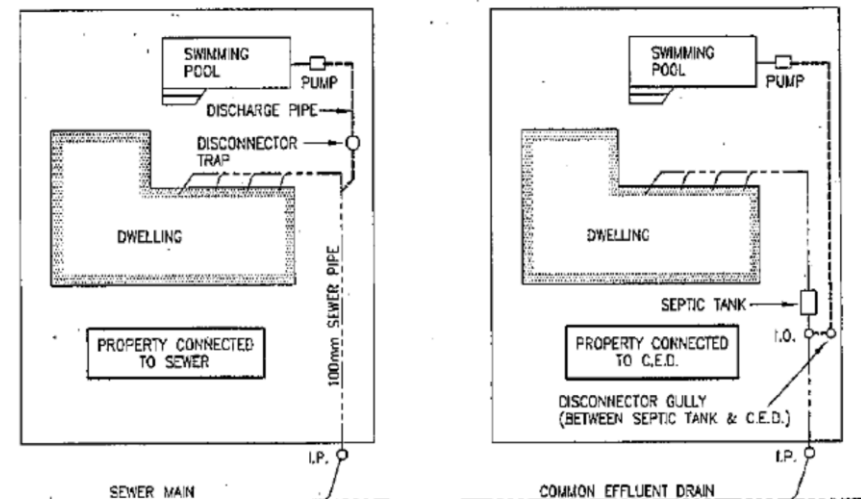 SWIMMING
POOL
PUMP
DISCHARGE PIPE
DISCONNECTOR
TRAP
DWELLING
100mm SEWER PIPE
PROPERTY CONNECTED
TO SEWER
I.P.
SEWER MAIN
SWIMMING
POOL
PUMP
DWELLING
SEPTIC TANK
I.O.
PROPERTY CONNECTED
TO C.E.D.
DISCONNECTOR GULLY
(BETWEEN SEPTIC TANK & C.E.D.)
I.P.
COMMON EFFLUENT DRAIN